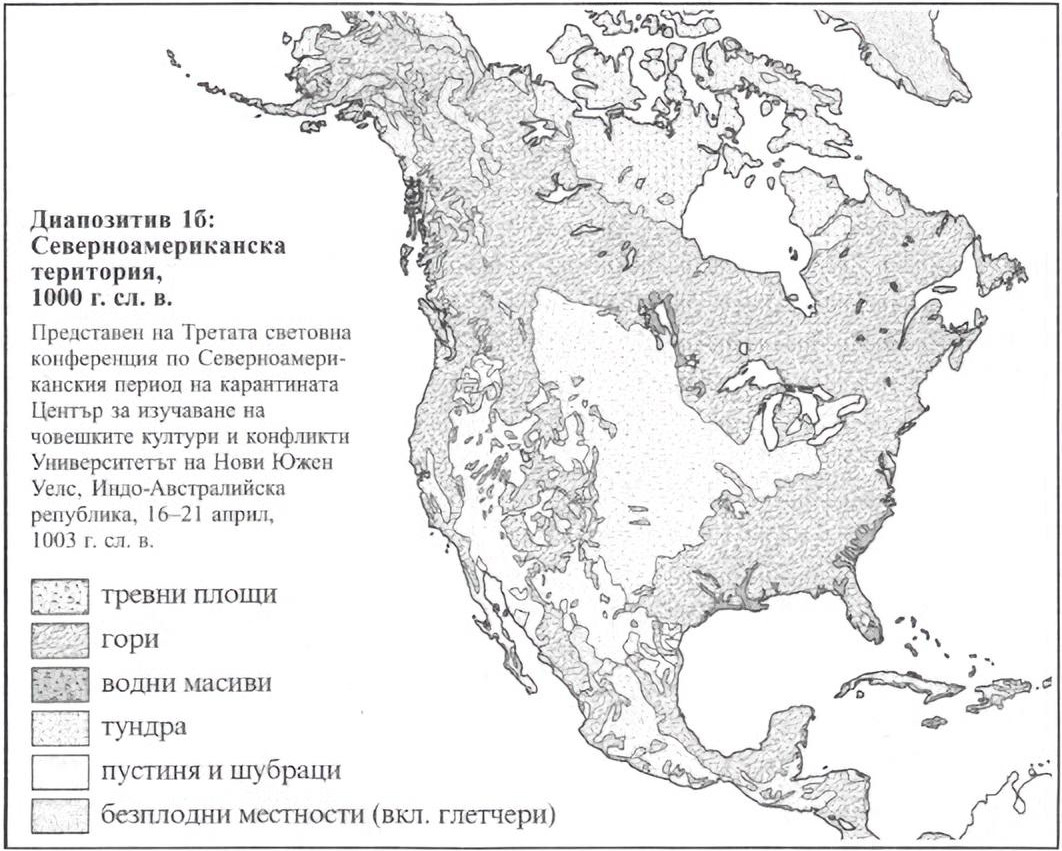 Диапозитив 1б:
Северноамериканска
територия,
1000 г. сл. в.
Представен на Третата световна
конференция по Северноамери-
канския период на карантината
Център за изучаване на
човешките култури и конфликти
Университетът на Нови Южен
Уелс, Индо-Австралийска
република, 16–21 април,
1003 г. сл. в.
тревни площи
гори
водни масиви
тундра
пустиня и шубраци
безплодни местности (вкл. глетчери)